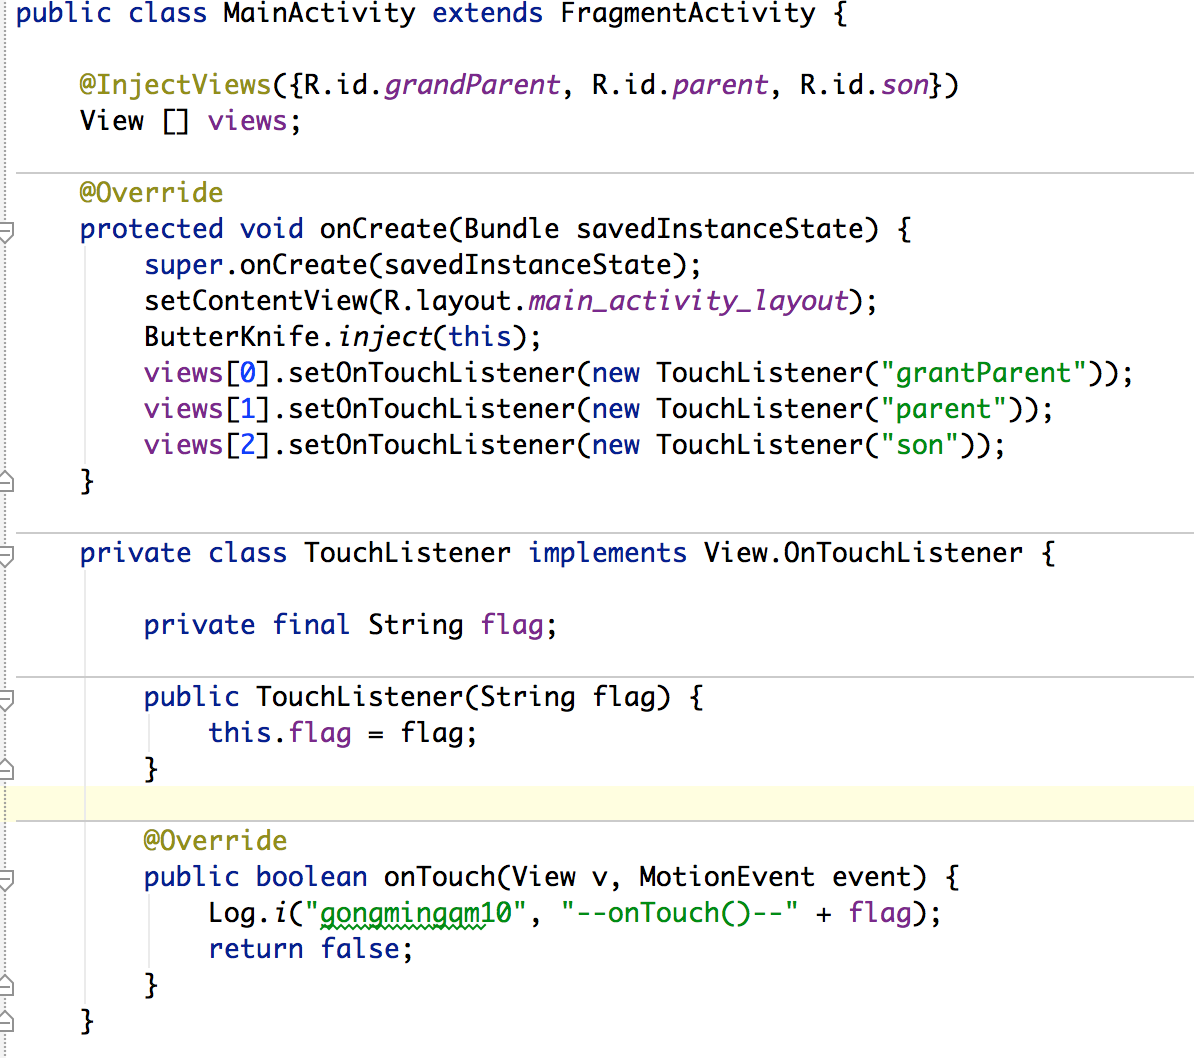 public class MainActivity extends FragmentActivity {
@InjectViews({R.id.grandParent, R.id.parent, R.id.son})
View [] views;
@Override
protected void onCreate(Bundle savedInstanceState) {
super.onCreate(savedInstanceState);
setContentView(R.layout.main_activity_layout);
ButterKnife.inject(this);
views[0].setOnTouchListener(new TouchListener("grantParent"));
views[1].setOnTouchListener(new TouchListener("parent"));
views[2].setOnTouchListener(new TouchListener("son"));
}
private class TouchListener implements View.OnTouchListener {
private final String flag;
public TouchListener(String flag) {
this.flag = flag;
}
@Override
public boolean onTouch(View v, MotionEvent event) {
Log.i("gongmingqm10", "--onTouch()--" + flag);
return false;
}
}